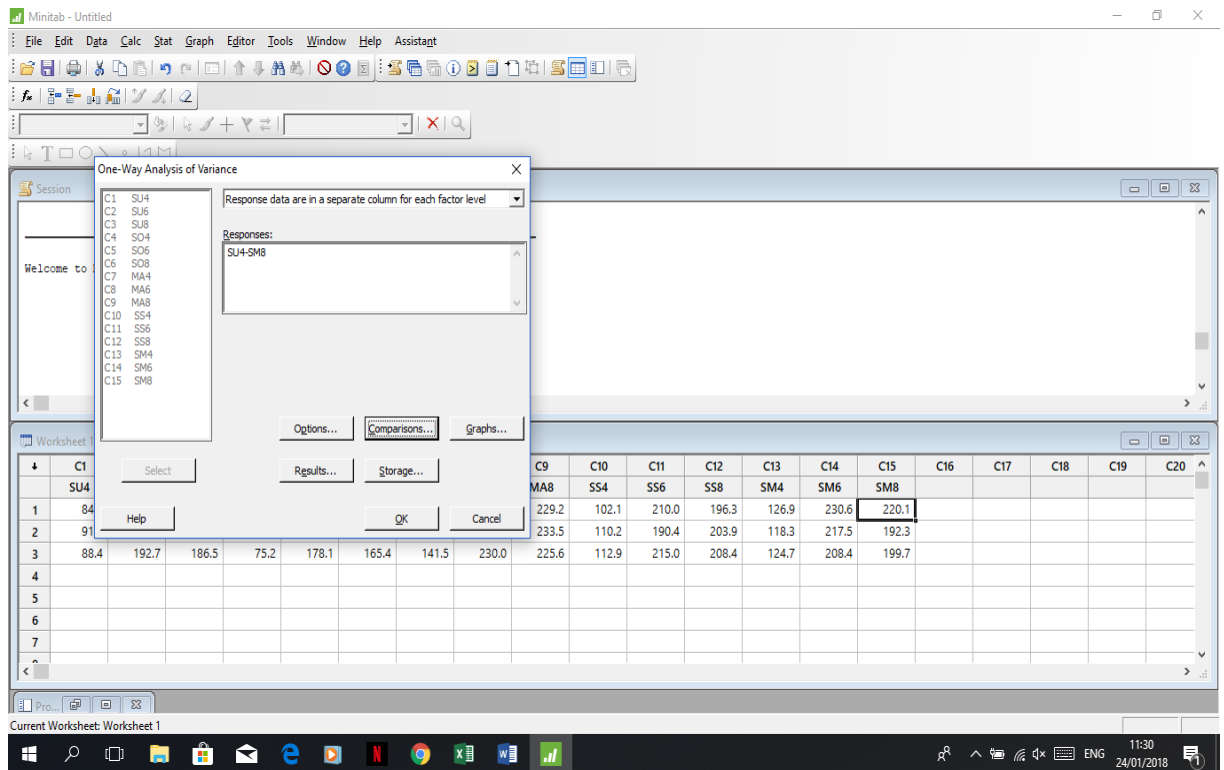 Minitab - Untitled
File Edit Data Calc Stat Graph Editor Tools Window Help Assistant
One-Way Analysis of Variance
Session
Welcome to
C1 SU4
C2 SU6
C3 SU8
C4 SO4
C5 SO6
C6 SO8
C7 MA4
C8 MA6
C9 MA8
C10 SS4
C11 SS6
C12 SS8
C13 SM4
C14 SM6
C15 SM8
Response data are in a separate column for each factor level
Responses:
SU4-SM8
Options... Comparisons... Graphs...
Select Results... Storage...
Help OK Cancel
Worksheet 1
C1 C9 C10 C11 C12 C13 C14 C15 C16 C17 C18 C19 C20
SU4 MA8 SS4 SS6 SS8 SM4 SM6 SM8
1 84 229.2 102.1 210.0 196.3 126.9 230.6 220.1
2 91 233.5 110.2 190.4 203.9 118.3 217.5 192.3
3 88.4 192.7 186.5 75.2 178.1 165.4 141.5 230.0 225.6 112.9 215.0 208.4 124.7 208.4 199.7
4
5
6
7
Pro...
Current Worksheet: Worksheet 1
ENG
11:30
24/01/2018